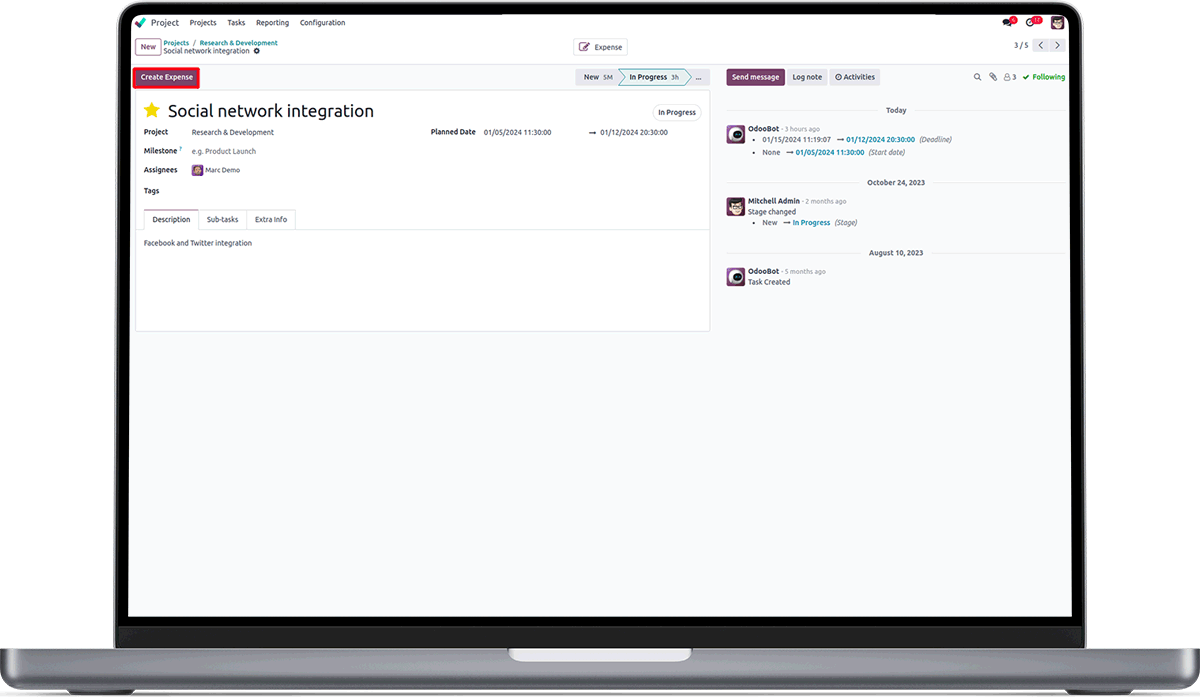 Project Projects Tasks Reporting Configuration 4 17
New Projects / Research & Development Expense 3 / 5
Social network integration
Create Expense New 5M In Progress 3h ... Send message Log note Activities 3 Following
Social network integration In Progress
Project Research & Development Planned Date 01/05/2024 11:30:00 → 01/12/2024 20:30:00
Milestone ? e.g. Product Launch
Assignees Marc Demo
Tags
Description Sub-tasks Extra Info
Facebook and Twitter integration
Today
OdooBot - 3 hours ago
• 01/15/2024 11:19:07 → 01/12/2024 20:30:00 (Deadline)
• None → 01/05/2024 11:30:00 (Start date)
October 24, 2023
Mitchell Admin - 2 months ago
Stage changed
• New → In Progress (Stage)
August 10, 2023
OdooBot - 5 months ago
Task Created